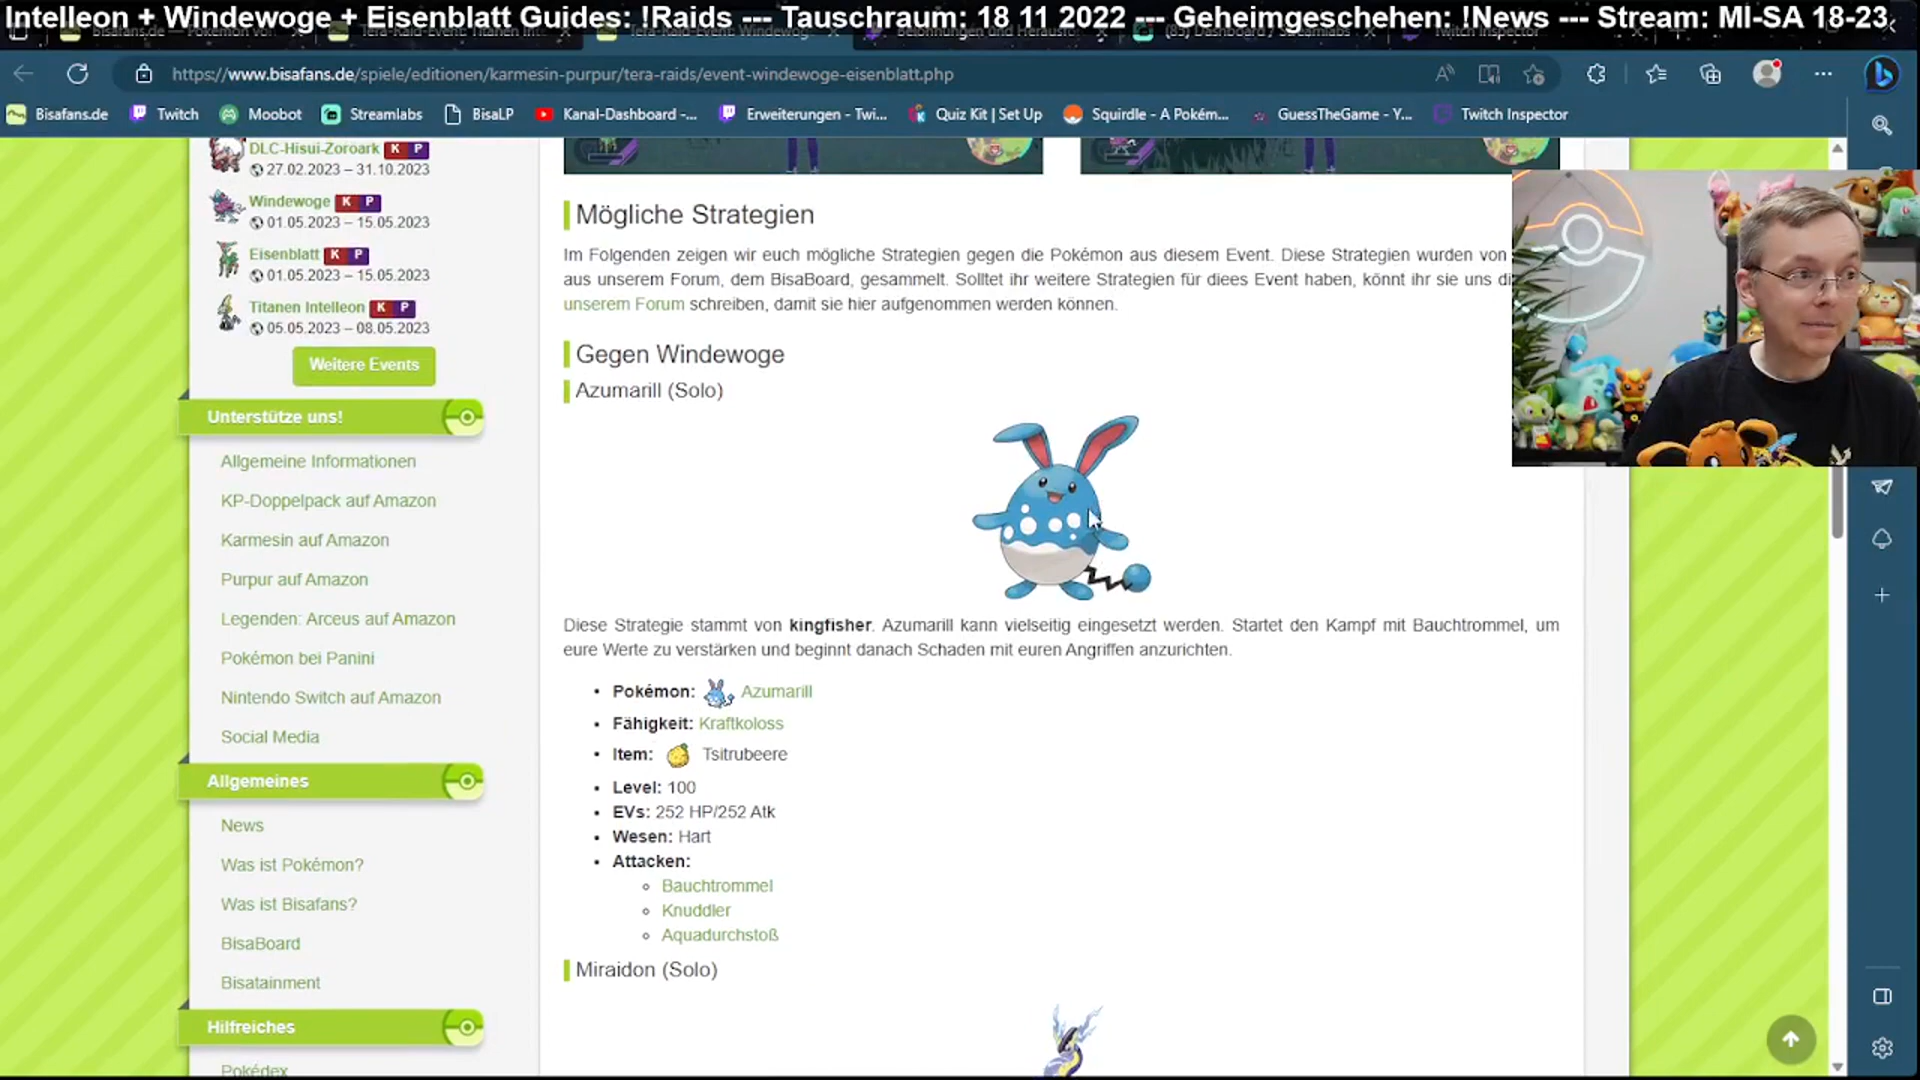 Intelleon + Windewoge + Eisenblatt Guides: !Raids --- Tauschraum: 18 11 2022 --- Geheimgeschehen: !News --- Stream: MI-SA 18-23
https://www.bisafans.de/spiele/editionen/karmesin-purpur/tera-raids/event-windewoge-eisenblatt.php
Bisafans.de Twitch Moobot Streamlabs BisaLP Kanal-Dashboard -... Erweiterungen - Twi... Quiz Kit | Set Up Squirdle - A Pokém... GuessTheGame - Y... Twitch Inspector
DLC-Hisui-Zoroark K P
27.02.2023 – 31.10.2023
Windewoge K P
01.05.2023 – 15.05.2023
Eisenblatt K P
01.05.2023 – 15.05.2023
Titanen Intelleon K P
05.05.2023 – 08.05.2023
Weitere Events
Unterstütze uns!
Allgemeine Informationen
KP-Doppelpack auf Amazon
Karmesin auf Amazon
Purpur auf Amazon
Legenden: Arceus auf Amazon
Pokémon bei Panini
Nintendo Switch auf Amazon
Social Media
Allgemeines
News
Was ist Pokémon?
Was ist Bisafans?
BisaBoard
Bisatainment
Hilfreiches
Pokédex
Mögliche Strategien
Im Folgenden zeigen wir euch mögliche Strategien gegen die Pokémon aus diesem Event. Diese Strategien wurden von
aus unserem Forum, dem BisaBoard, gesammelt. Solltet ihr weitere Strategien für diees Event haben, könnt ihr sie uns di
unserem Forum schreiben, damit sie hier aufgenommen werden können.
Gegen Windewoge
Azumarill (Solo)
Diese Strategie stammt von kingfisher. Azumarill kann vielseitig eingesetzt werden. Startet den Kampf mit Bauchtrommel, um
eure Werte zu verstärken und beginnt danach Schaden mit euren Angriffen anzurichten.
• Pokémon: Azumarill
• Fähigkeit: Kraftkoloss
• Item: Tsitrubeere
• Level: 100
• EVs: 252 HP/252 Atk
• Wesen: Hart
• Attacken:
◦ Bauchtrommel
◦ Knuddler
◦ Aquadurchstoß
Miraidon (Solo)